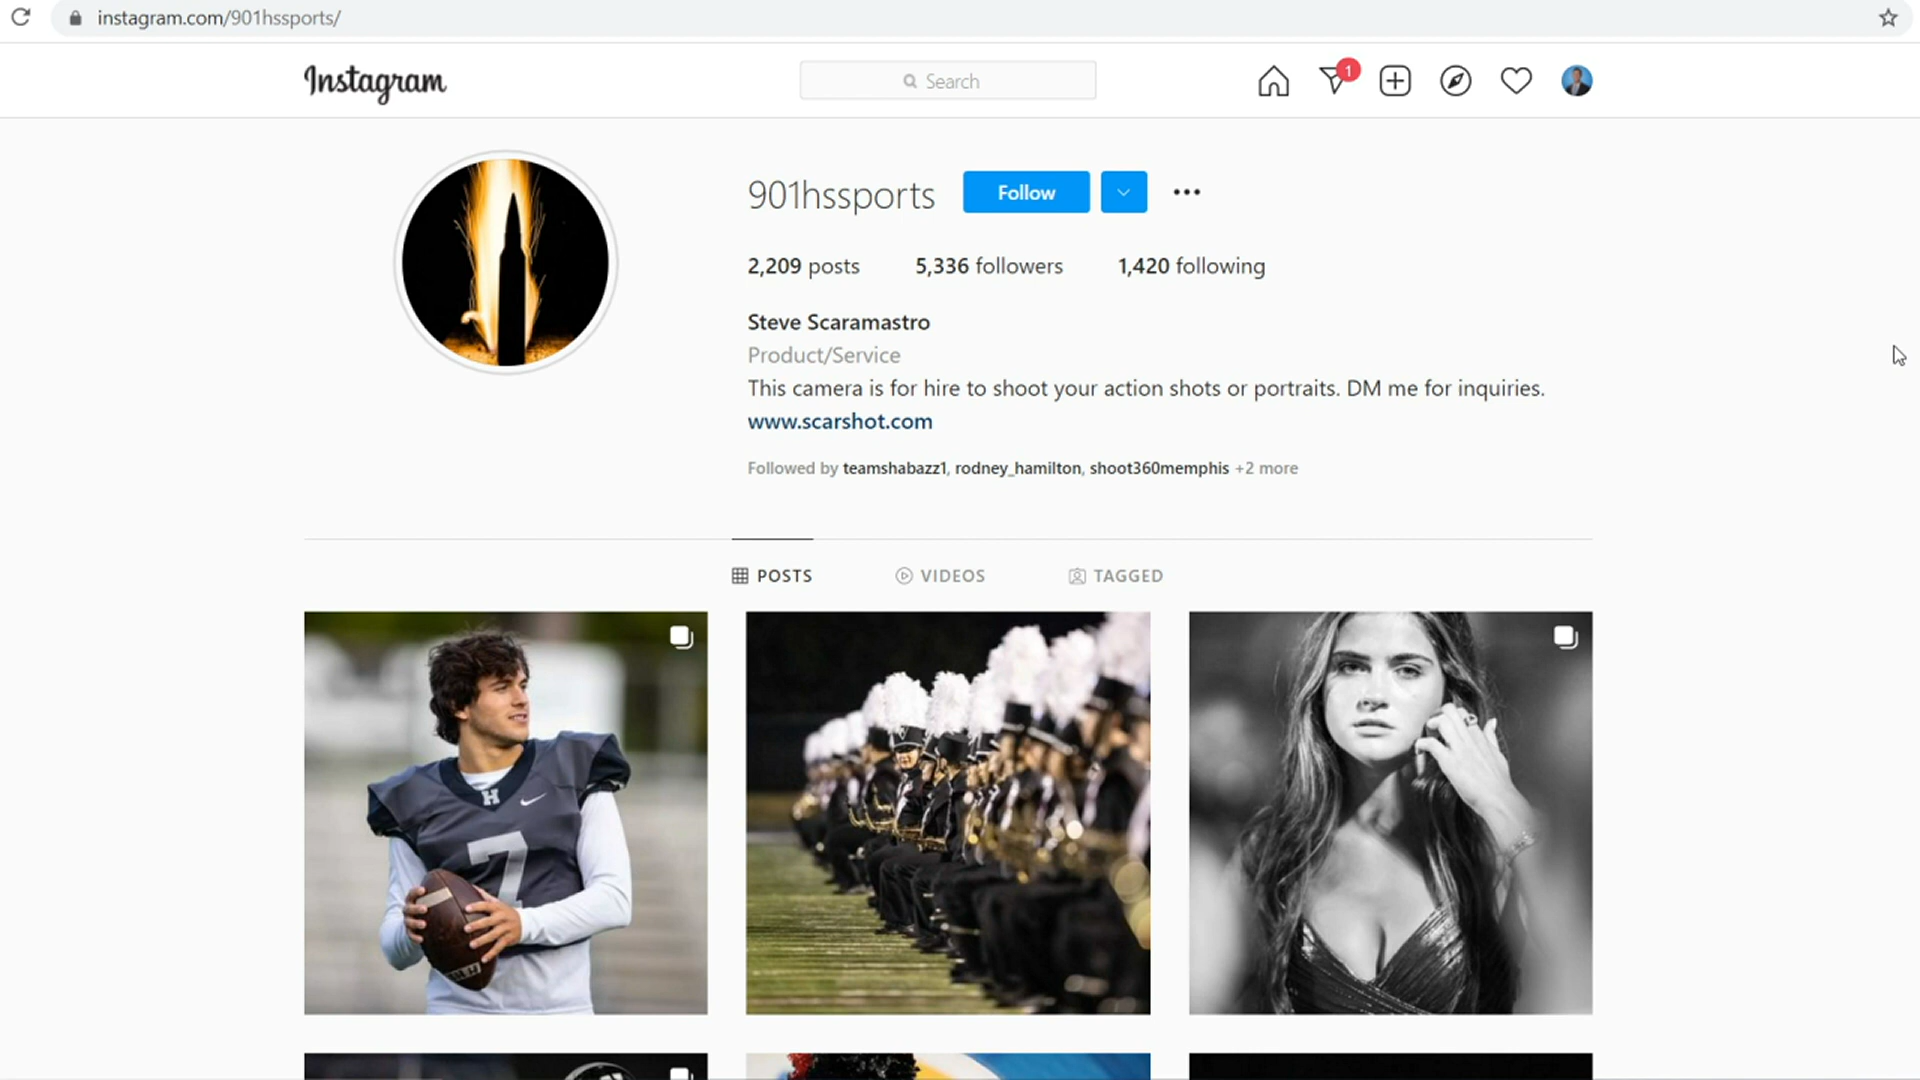 instagram.com/901hssports/
Instagram
Search
1
901hssports
Follow
2,209 posts 5,336 followers 1,420 following
Steve Scaramastro
Product/Service
This camera is for hire to shoot your action shots or portraits. DM me for inquiries.
www.scarshot.com
Followed by teamshabazz1, rodney_hamilton, shoot360memphis +2 more
POSTS VIDEOS TAGGED
H
7